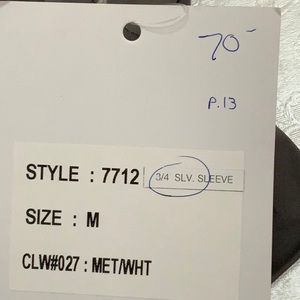 70-
P.13
STYLE : 7712 3/4 SLV. SLEEVE
SIZE : M
CLW#027 : MET/WHT